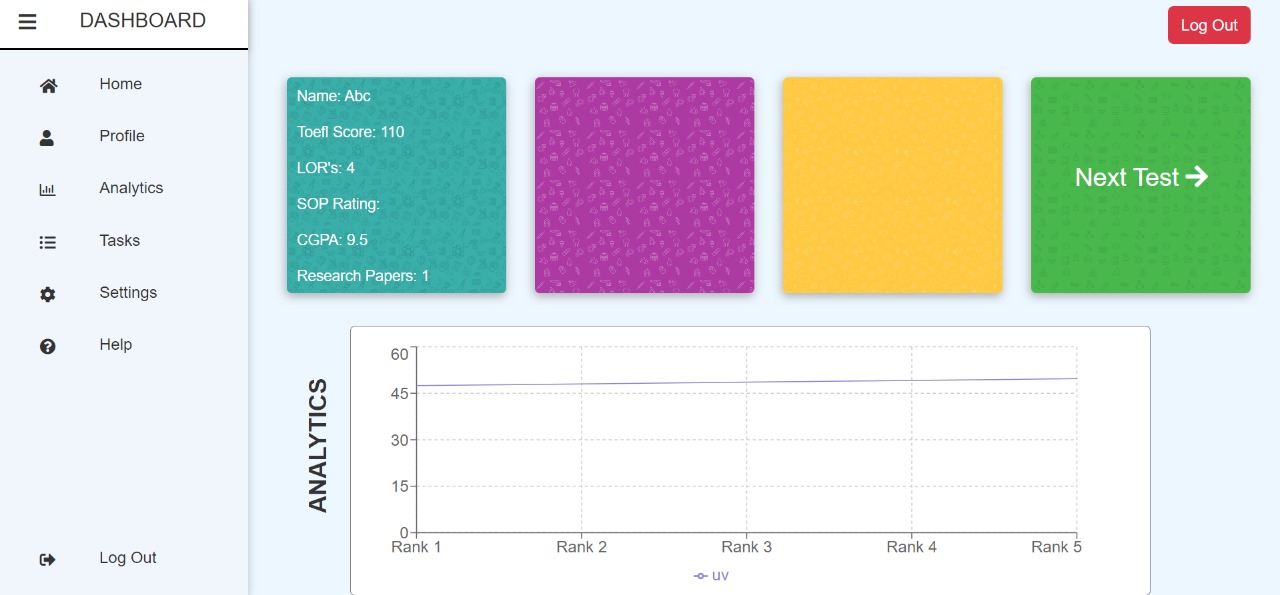 DASHBOARD
Log Out
Home
Profile
Analytics
Tasks
Settings
Help
Log Out
Name: Abc
Toefl Score: 110
LOR's: 4
SOP Rating:
CGPA: 9.5
Research Papers: 1
Next Test
ANALYTICS
60
45
30
15
0
Rank 1 Rank 2 Rank 3 Rank 4 Rank 5
uv